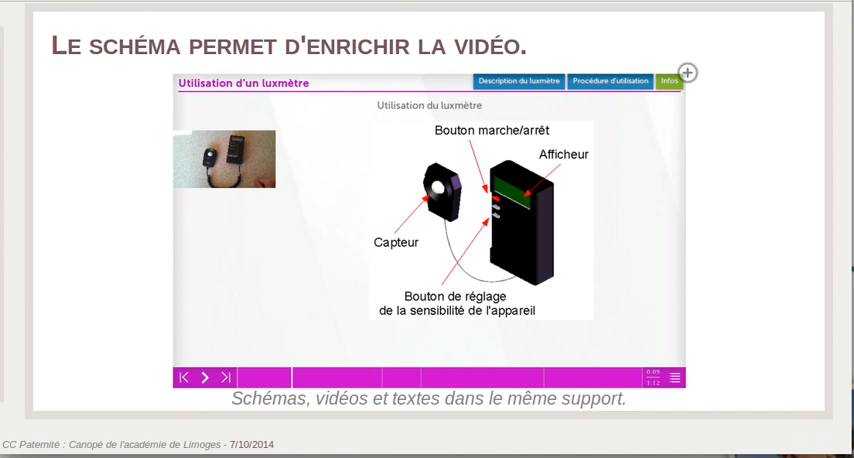 LE SCHÉMA PERMET D'ENRICHIR LA VIDÉO.
Utilisation d'un luxmètre
Description du luxmètre
Procédure d'utilisation
Infos
Utilisation du luxmètre
Bouton marche/arrêt
Afficheur
Capteur
Bouton de réglage
de la sensibilité de l'appareil
0:09
1:12
Schémas, vidéos et textes dans le même support.
CC Paternité : Canopé de l'académie de Limoges - 7/10/2014